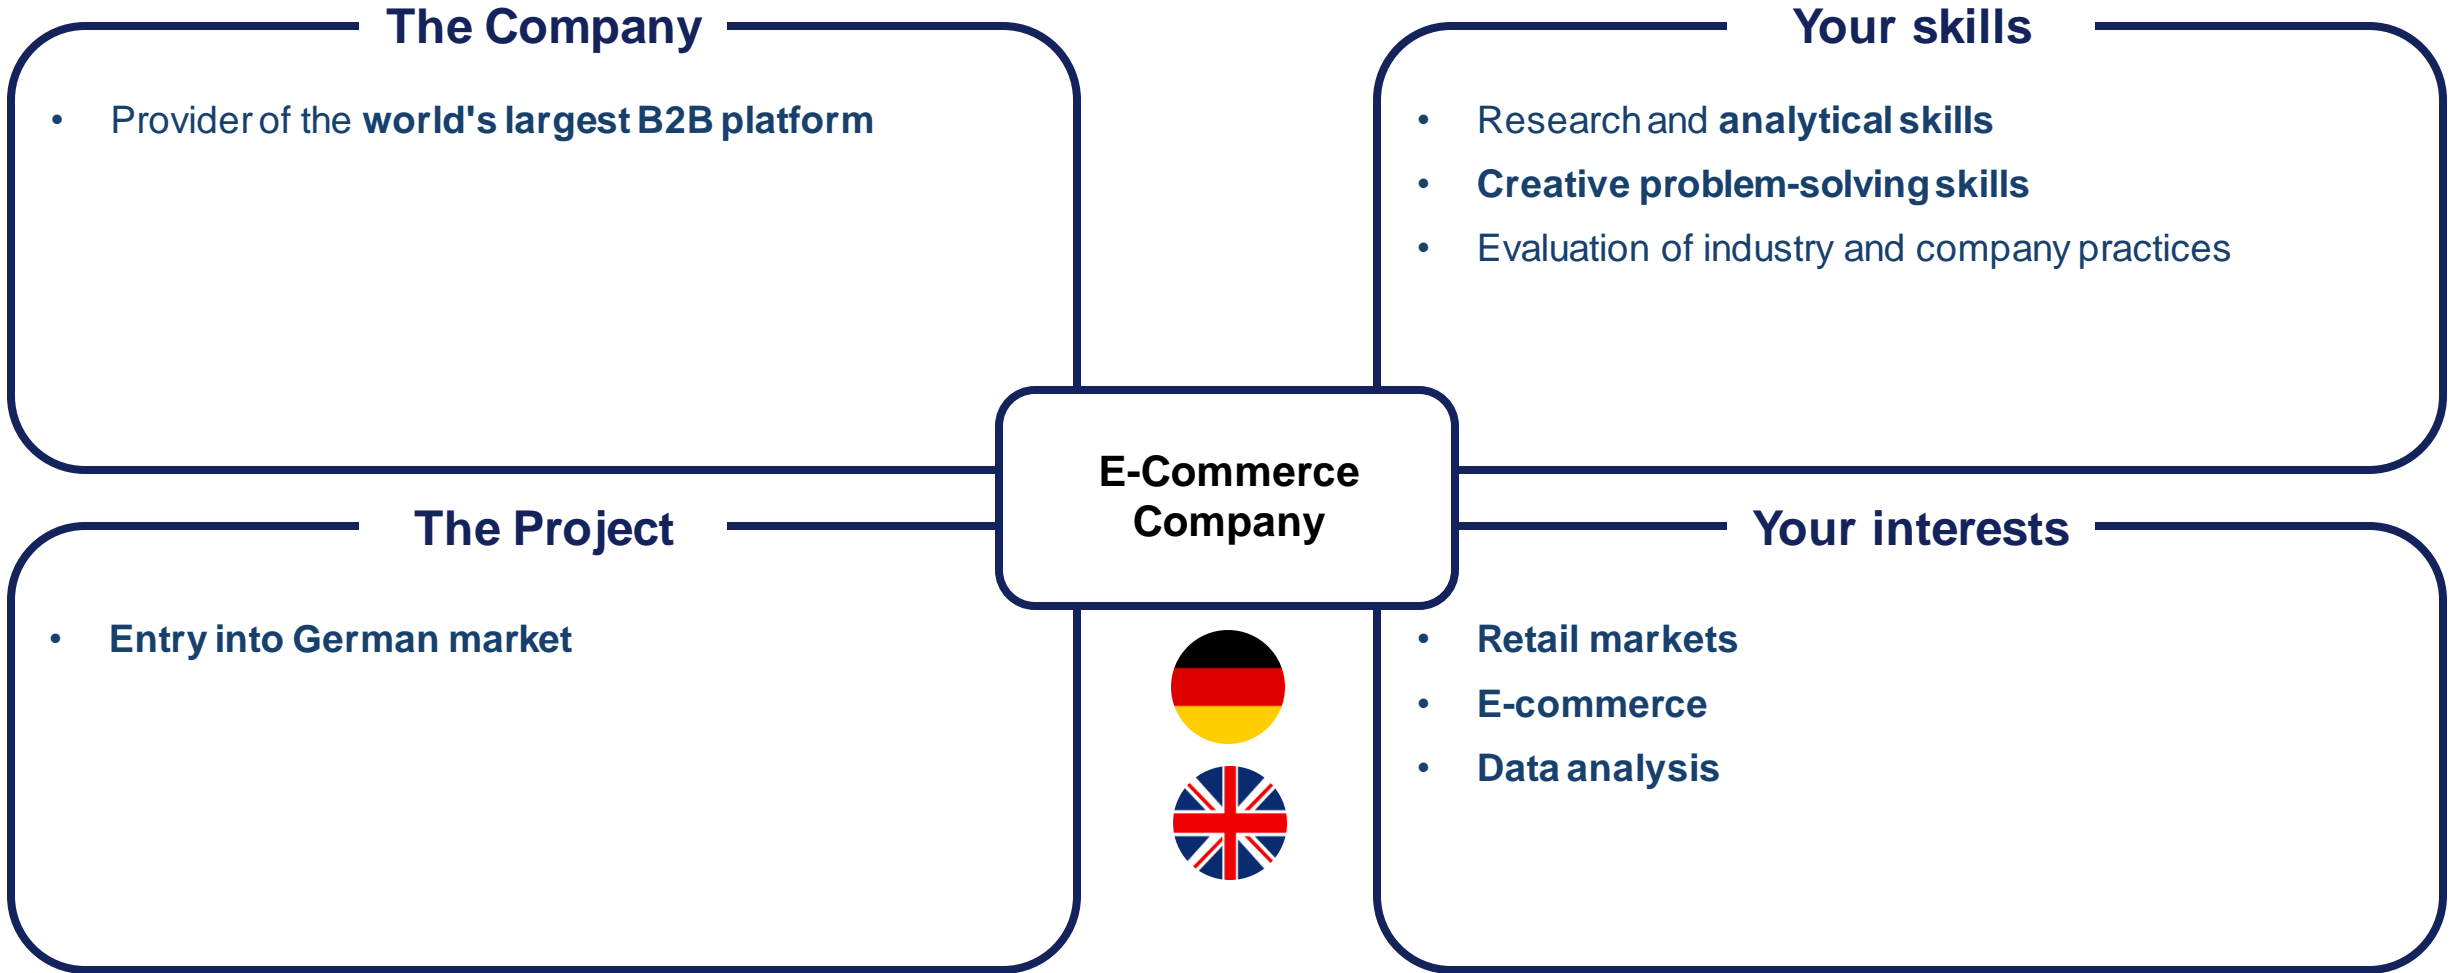 The Company
• Provider of the world's largest B2B platform
Your skills
• Research and analytical skills
• Creative problem-solving skills
• Evaluation of industry and company practices
E-Commerce
Company
The Project
• Entry into German market
Your interests
• Retail markets
• E-commerce
• Data analysis